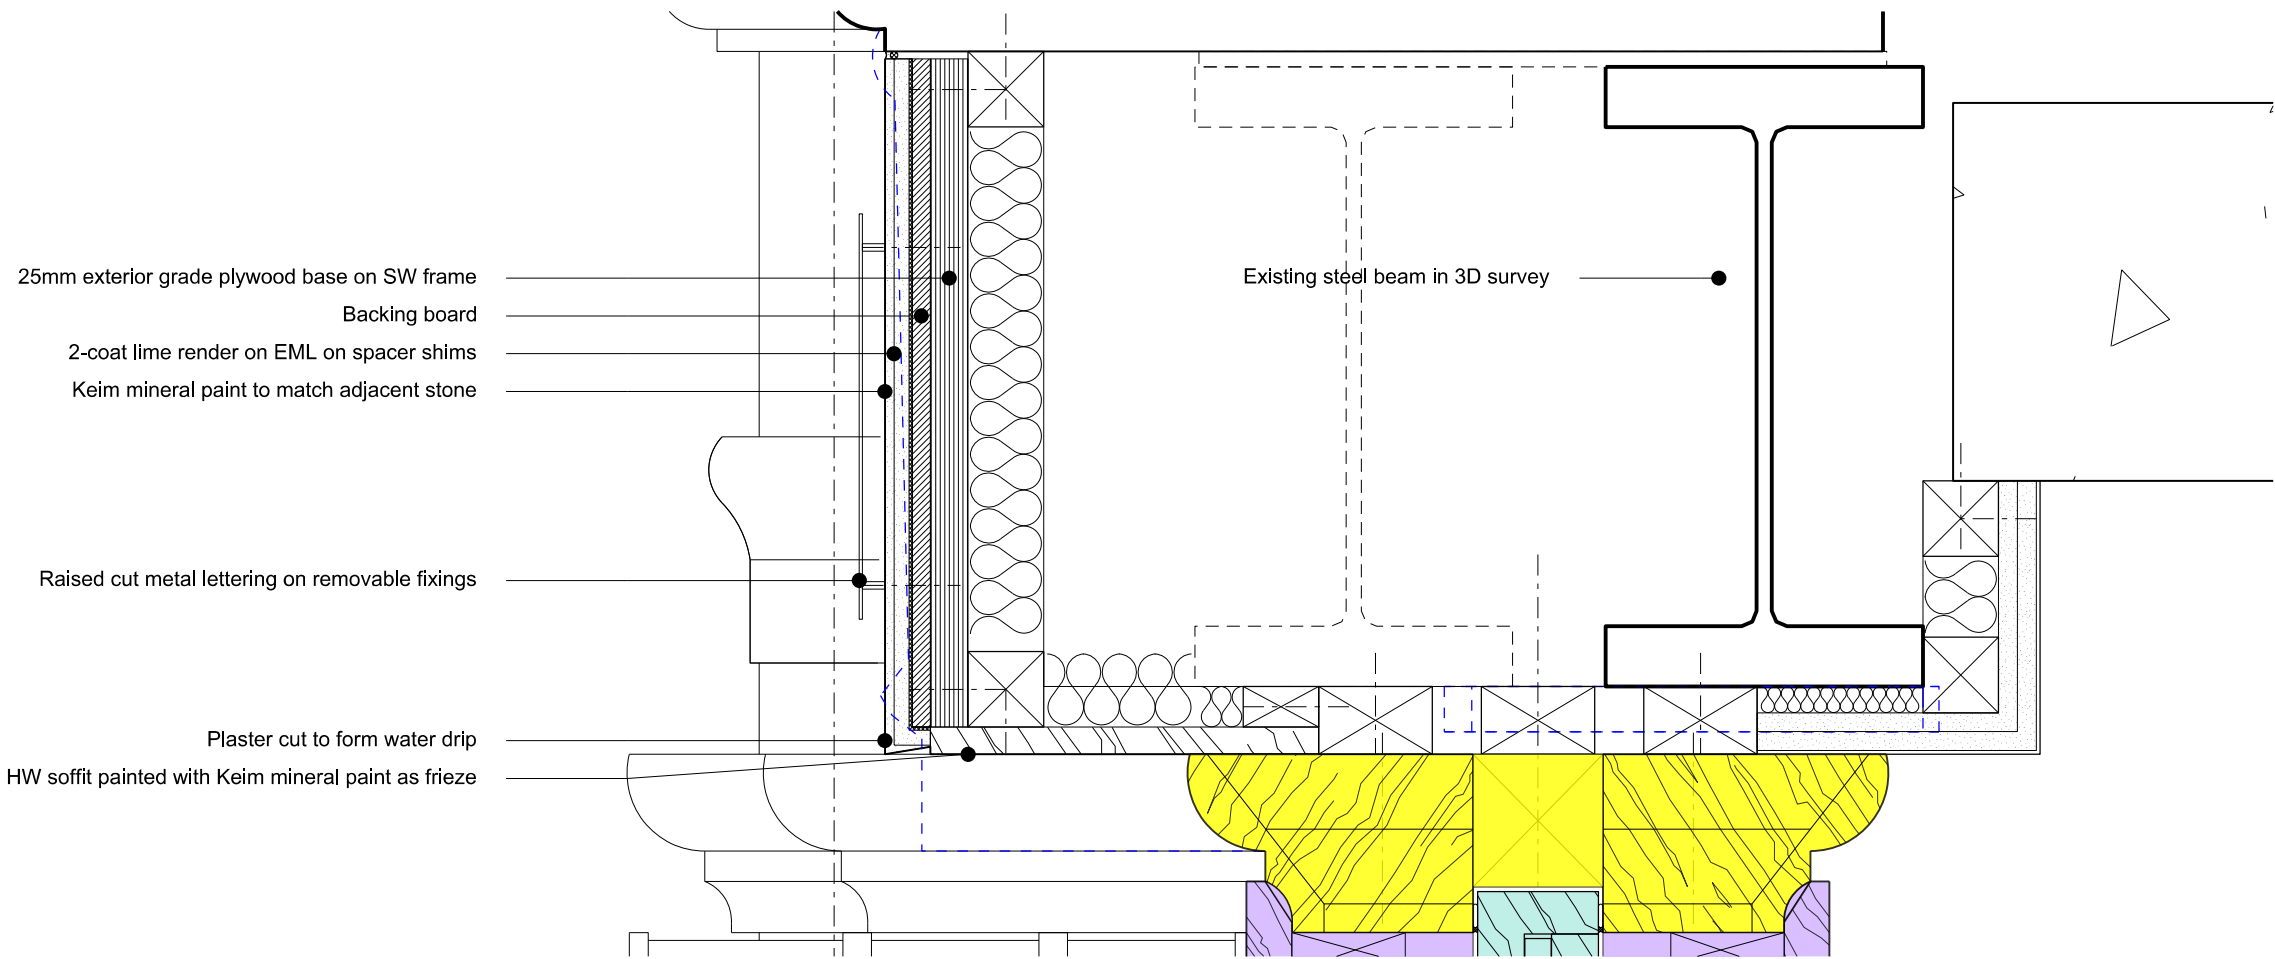 25mm exterior grade plywood base on SW frame
Existing steel beam in 3D survey
Backing board
2-coat lime render on EML on spacer shims
Keim mineral paint to match adjacent stone
Raised cut metal lettering on removable fixings
Plaster cut to form water drip
HW soffit painted with Keim mineral paint as frieze